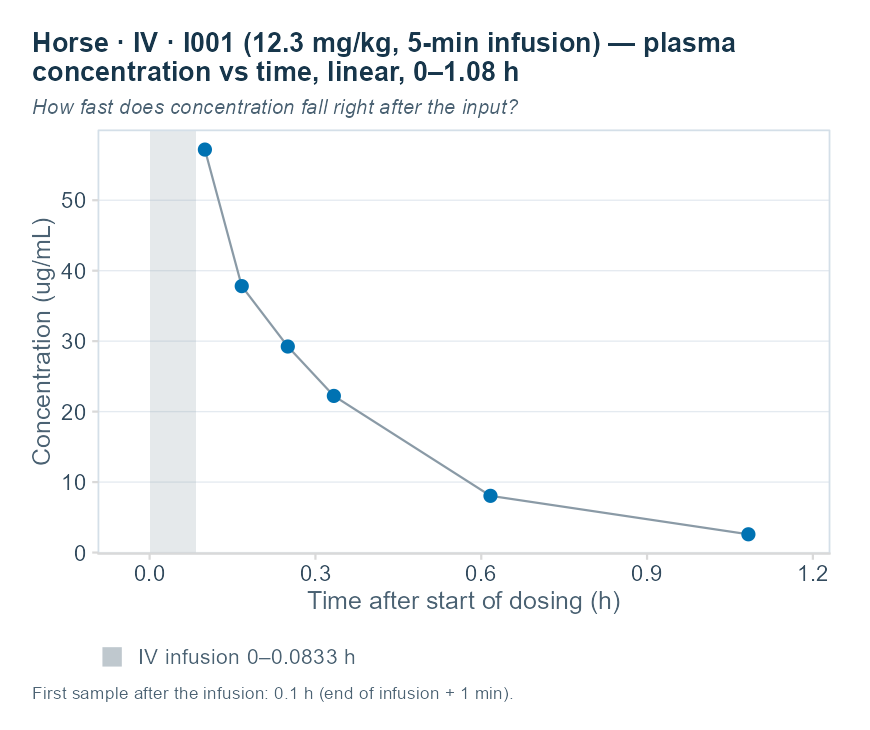 Horse · IV · I001 (12.3 mg/kg, 5-min infusion) — plasma
concentration vs time, linear, 0–1.08 h
How fast does concentration fall right after the input?
Concentration (ug/mL)
50
40
30
20
10
0
0.0 0.3 0.6 0.9 1.2
Time after start of dosing (h)
IV infusion 0–0.0833 h
First sample after the infusion: 0.1 h (end of infusion + 1 min).